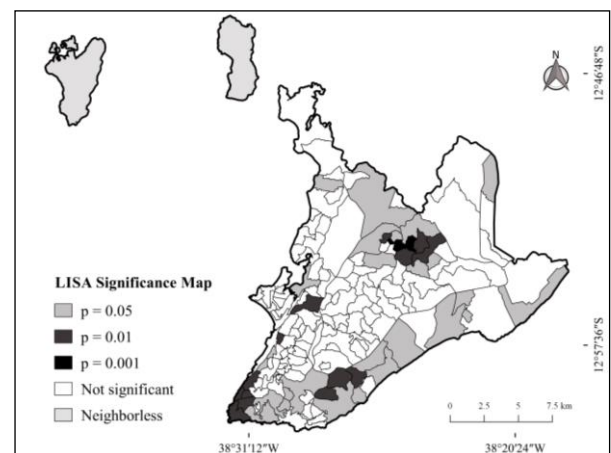 N
12°46'48"S
LISA Significance Map
p = 0.05
p = 0.01
p = 0.001
Not significant
Neighborless
12°57'36"S
0 2.5 5 7.5 km
38°31'12"W 38°20'24"W